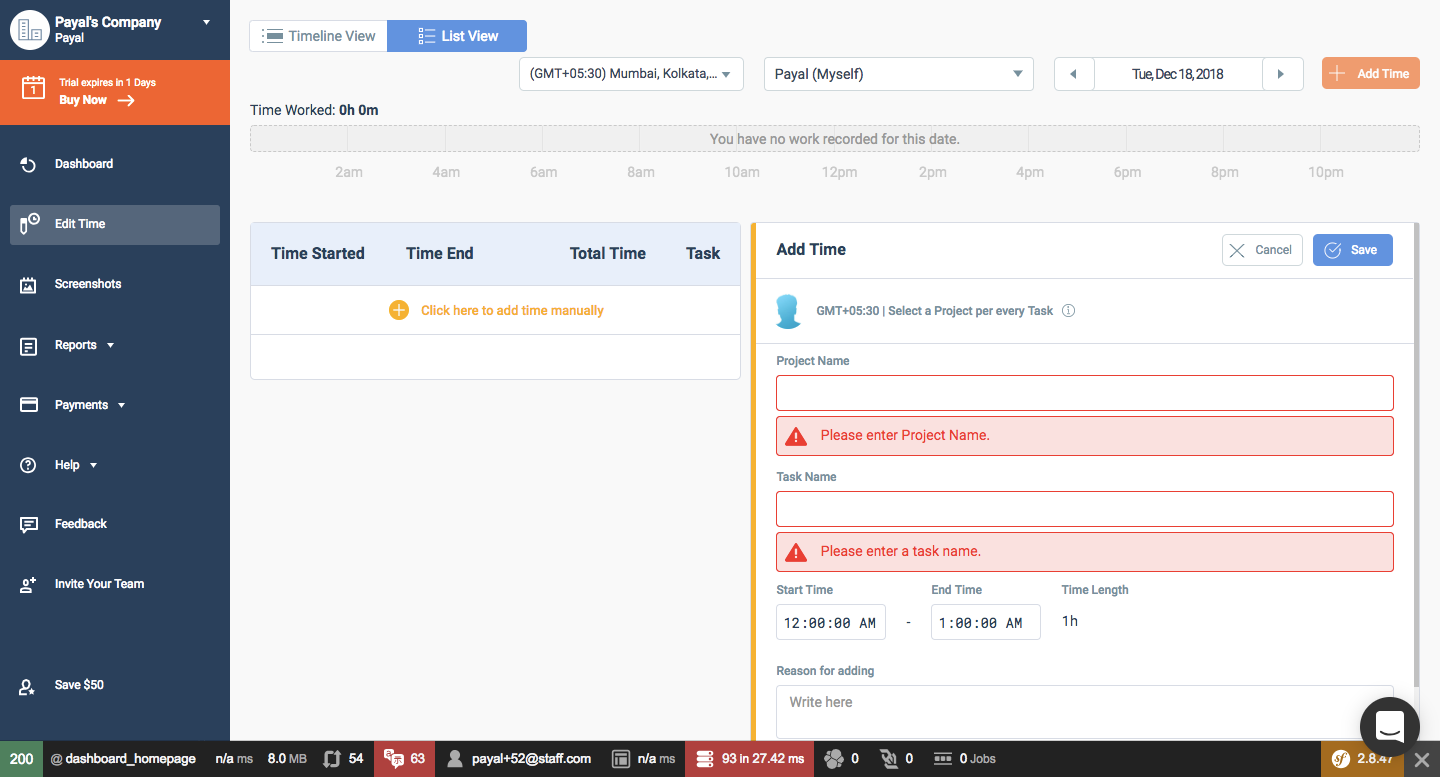 Payal's Company
Payal
1
Trial expires in 1 Days
Buy Now
Dashboard
Edit Time
Screenshots
Reports
Payments
Help
Feedback
Invite Your Team
Save $50
Timeline View
List View
(GMT+05:30) Mumbai, Kolkata,...
Payal (Myself)
Tue, Dec 18, 2018
Add Time
Time Worked: 0h 0m
You have no work recorded for this date.
2am 4am 6am 8am 10am 12pm 2pm 4pm 6pm 8pm 10pm
Time Started Time End Total Time Task
Click here to add time manually
Add Time
Cancel
Save
GMT+05:30 | Select a Project per every Task
Project Name
Please enter Project Name.
Task Name
Please enter a task name.
Start Time End Time Time Length
12:00:00 AM - 1:00:00 AM 1h
Reason for adding
Write here
200 @ dashboard_homepage n/a ms 8.0 MB 54 63 payal+52@staff.com n/a ms 93 in 27.42 ms 0 0 0 Jobs sf 2.8.47